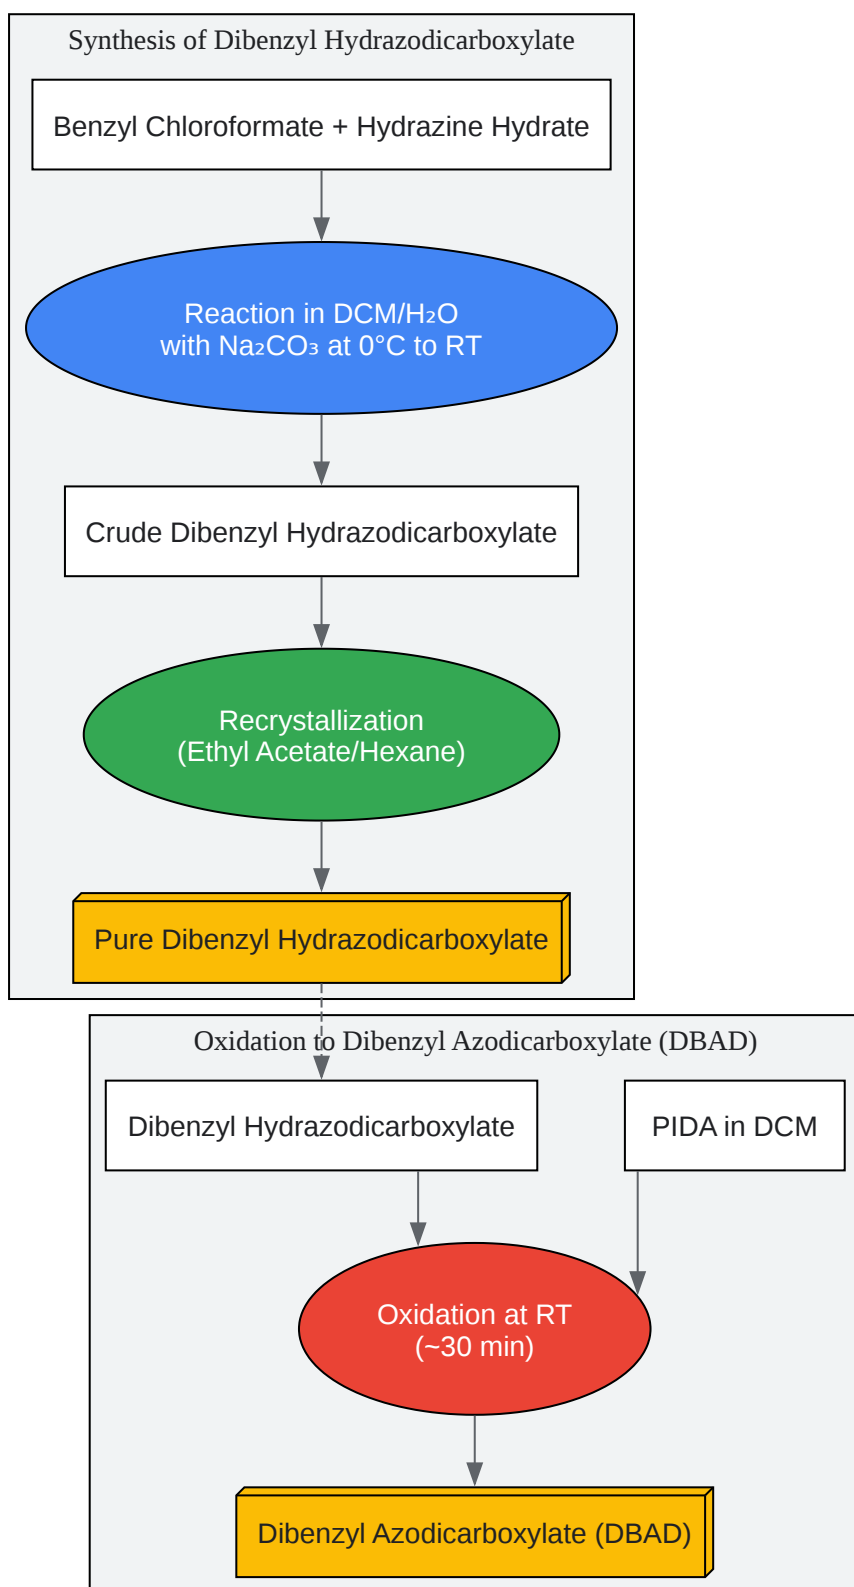 Synthesis of Dibenzyl Hydrazodicarboxylate
Benzyl Chloroformate + Hydrazine Hydrate
Reaction in DCM/H₂O
with Na₂CO₃ at 0°C to RT
Crude Dibenzyl Hydrazodicarboxylate
Recrystallization
(Ethyl Acetate/Hexane)
Pure Dibenzyl Hydrazodicarboxylate
Oxidation to Dibenzyl Azodicarboxylate (DBAD)
Dibenzyl Hydrazodicarboxylate
PIDA in DCM
Oxidation at RT
(~30 min)
Dibenzyl Azodicarboxylate (DBAD)